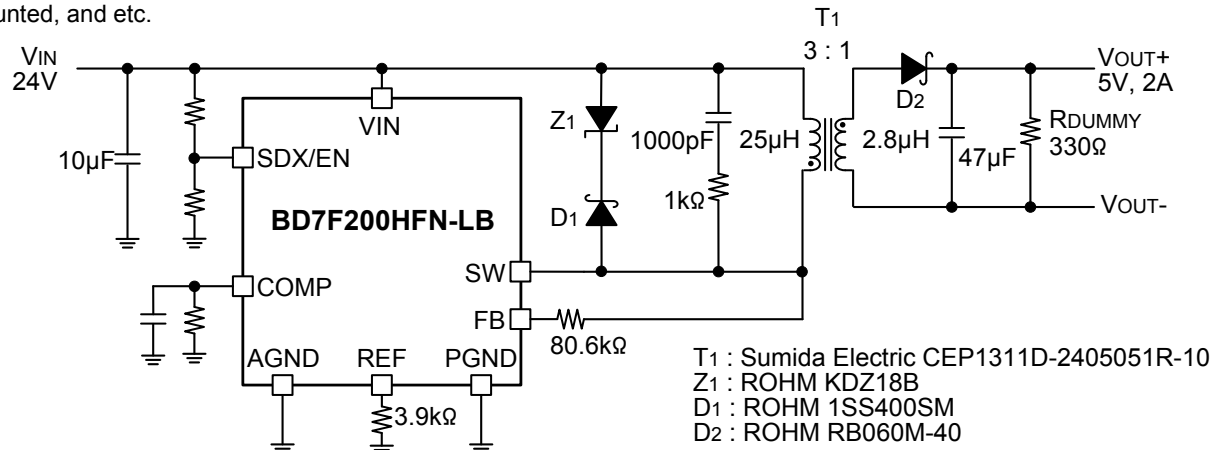 unted, and etc.
T1
3 : 1
VIN
24V
VOUT+
5V, 2A
D2
VIN
Z1
RDUMMY
330Ω
1000pF
25µH
2.8µH
47µF
10µF
SDX/EN
1kΩ
BD7F200HFN-LB
D1
VOUT-
SW
COMP
FB
80.6kΩ
AGND
REF
PGND
3.9kΩ
T1 : Sumida Electric CEP1311D-2405051R-10
Z1 : ROHM KDZ18B
D1 : ROHM 1SS400SM
D2 : ROHM RB060M-40